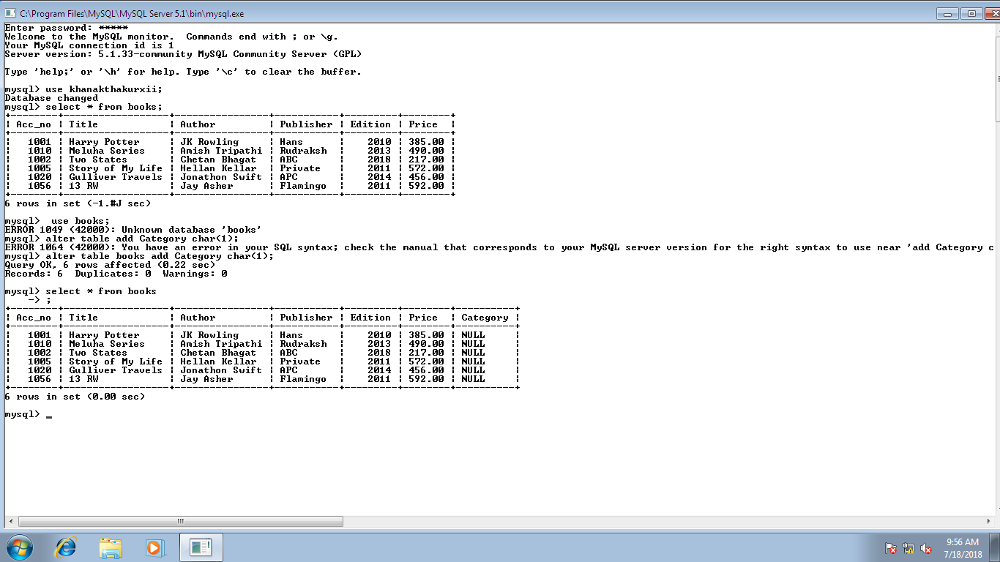 C:\Program Files\MySQL\MySQL Server 5.1\bin\mysql.exe
Enter password: *****
Welcome to the MySQL monitor.  Commands end with ; or \g.
Your MySQL connection id is 1
Server version: 5.1.33-community MySQL Community Server (GPL)
Type 'help;' or '\h' for help. Type '\c' to clear the buffer.
mysql> use khanakthakurxii;
Database changed
mysql> select * from books;
+--------+------------------+----------------+-----------+---------+--------+
| Acc_no | Title            | Author         | Publisher | Edition | Price  |
+--------+------------------+----------------+-----------+---------+--------+
|   1001 | Harry Potter     | JK Rowling     | Hans      |    2010 | 385.00 |
|   1010 | Meluha Series    | Amish Tripathi | Rudraksh  |    2013 | 490.00 |
|   1002 | Two States       | Chetan Bhagat  | ABC       |    2018 | 217.00 |
|   1005 | Story of My Life | Hellan Kellar  | Private   |    2011 | 572.00 |
|   1020 | Gulliver Travels | Jonathon Swift | APC       |    2014 | 456.00 |
|   1056 | 13 RW            | Jay Asher      | Flamingo  |    2011 | 592.00 |
+--------+------------------+----------------+-----------+---------+--------+
6 rows in set (-1.#J sec)
mysql>  use books;
ERROR 1049 (42000): Unknown database 'books'
mysql> alter table add Category char(1);
ERROR 1064 (42000): You have an error in your SQL syntax; check the manual that corresponds to your MySQL server version for the right syntax to use near 'add Category c
mysql> alter table books add Category char(1);
Query OK, 6 rows affected (0.22 sec)
Records: 6  Duplicates: 0  Warnings: 0
mysql> select * from books
    -> ;
+--------+------------------+----------------+-----------+---------+--------+----------+
| Acc_no | Title            | Author         | Publisher | Edition | Price  | Category |
+--------+------------------+----------------+-----------+---------+--------+----------+
|   1001 | Harry Potter     | JK Rowling     | Hans      |    2010 | 385.00 | NULL     |
|   1010 | Meluha Series    | Amish Tripathi | Rudraksh  |    2013 | 490.00 | NULL     |
|   1002 | Two States       | Chetan Bhagat  | ABC       |    2018 | 217.00 | NULL     |
|   1005 | Story of My Life | Hellan Kellar  | Private   |    2011 | 572.00 | NULL     |
|   1020 | Gulliver Travels | Jonathon Swift | APC       |    2014 | 456.00 | NULL     |
|   1056 | 13 RW            | Jay Asher      | Flamingo  |    2011 | 592.00 | NULL     |
+--------+------------------+----------------+-----------+---------+--------+----------+
6 rows in set (0.00 sec)
mysql> _
9:56 AM
7/18/2018